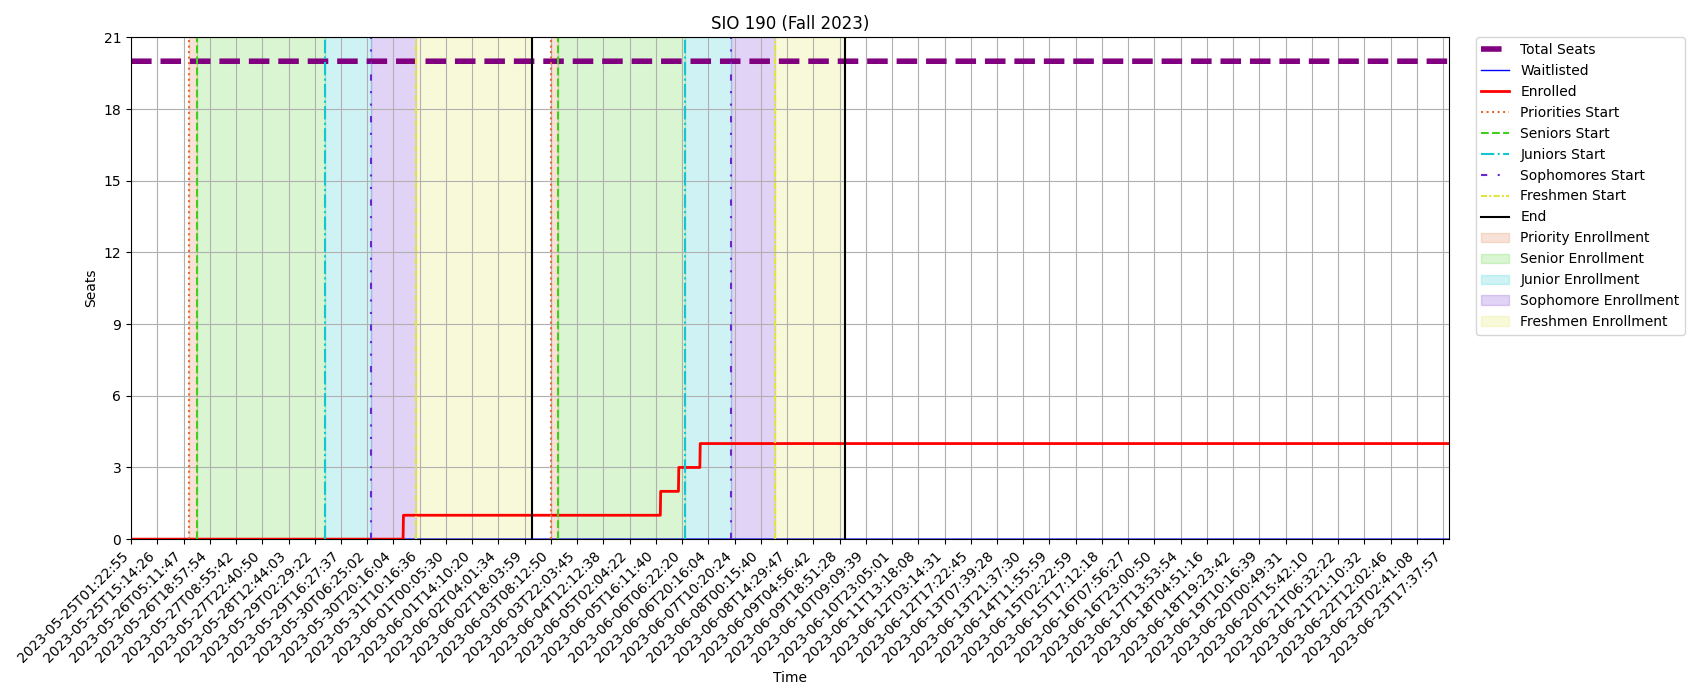 SIO 190 (Fall 2023)
21
18
15
12
9
6
3
0
Seats
2023-05-25T01:22:55
2023-05-25T15:14:26
2023-05-26T05:11:47
2023-05-26T18:57:54
2023-05-27T08:55:42
2023-05-27T22:40:50
2023-05-28T12:44:03
2023-05-29T02:29:22
2023-05-29T16:27:37
2023-05-30T06:25:02
2023-05-30T20:16:04
2023-05-31T10:16:36
2023-06-01T00:05:30
2023-06-01T14:10:20
2023-06-02T04:01:34
2023-06-02T18:03:59
2023-06-03T08:12:50
2023-06-03T22:03:45
2023-06-04T12:12:38
2023-06-05T02:04:22
2023-06-05T16:11:40
2023-06-06T06:22:20
2023-06-06T20:16:04
2023-06-07T10:20:24
2023-06-08T00:15:40
2023-06-08T14:29:47
2023-06-09T04:56:42
2023-06-09T18:51:28
2023-06-10T09:09:39
2023-06-10T23:05:01
2023-06-11T13:18:08
2023-06-12T03:14:31
2023-06-12T17:22:45
2023-06-13T07:39:28
2023-06-13T21:37:30
2023-06-14T11:55:59
2023-06-15T02:22:59
2023-06-15T17:12:18
2023-06-16T07:56:27
2023-06-16T23:00:50
2023-06-17T13:53:54
2023-06-18T04:51:16
2023-06-18T19:23:42
2023-06-19T10:16:39
2023-06-20T00:49:31
2023-06-20T15:42:10
2023-06-21T06:32:22
2023-06-21T21:10:32
2023-06-22T12:02:46
2023-06-23T02:41:08
2023-06-23T17:37:57
Time
Total Seats
Waitlisted
Enrolled
Priorities Start
Seniors Start
Juniors Start
Sophomores Start
Freshmen Start
End
Priority Enrollment
Senior Enrollment
Junior Enrollment
Sophomore Enrollment
Freshmen Enrollment